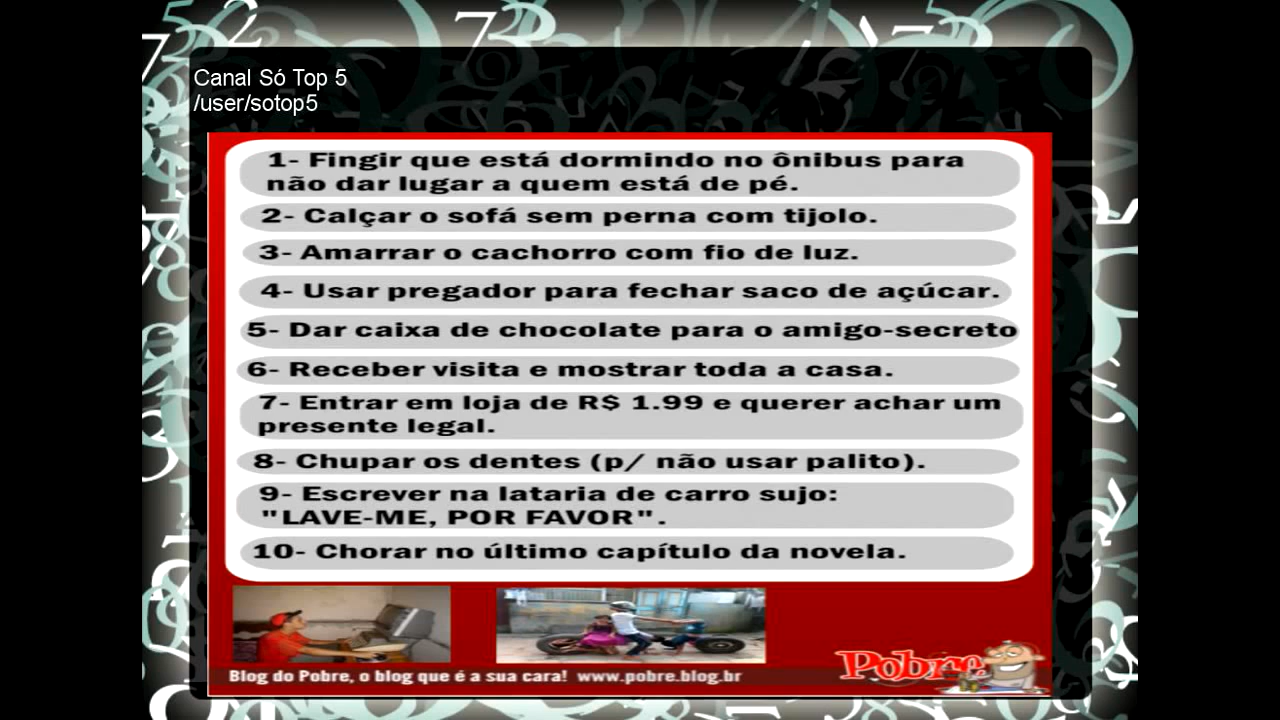 Canal Só Top 5
/user/sotop5
1- Fingir que está dormindo no ônibus para
não dar lugar a quem está de pé.
2- Calçar o sofá sem perna com tijolo.
3- Amarrar o cachorro com fio de luz.
4- Usar pregador para fechar saco de açúcar.
5- Dar caixa de chocolate para o amigo-secreto
6- Receber visita e mostrar toda a casa.
7- Entrar em loja de R$ 1.99 e querer achar um
presente legal.
8- Chupar os dentes (p/ não usar palito).
9- Escrever na lataria de carro sujo:
"LAVE-ME, POR FAVOR".
10- Chorar no último capítulo da novela.
Blog do Pobre, o blog que é a sua cara! www.pobre.blog.br
Pobre